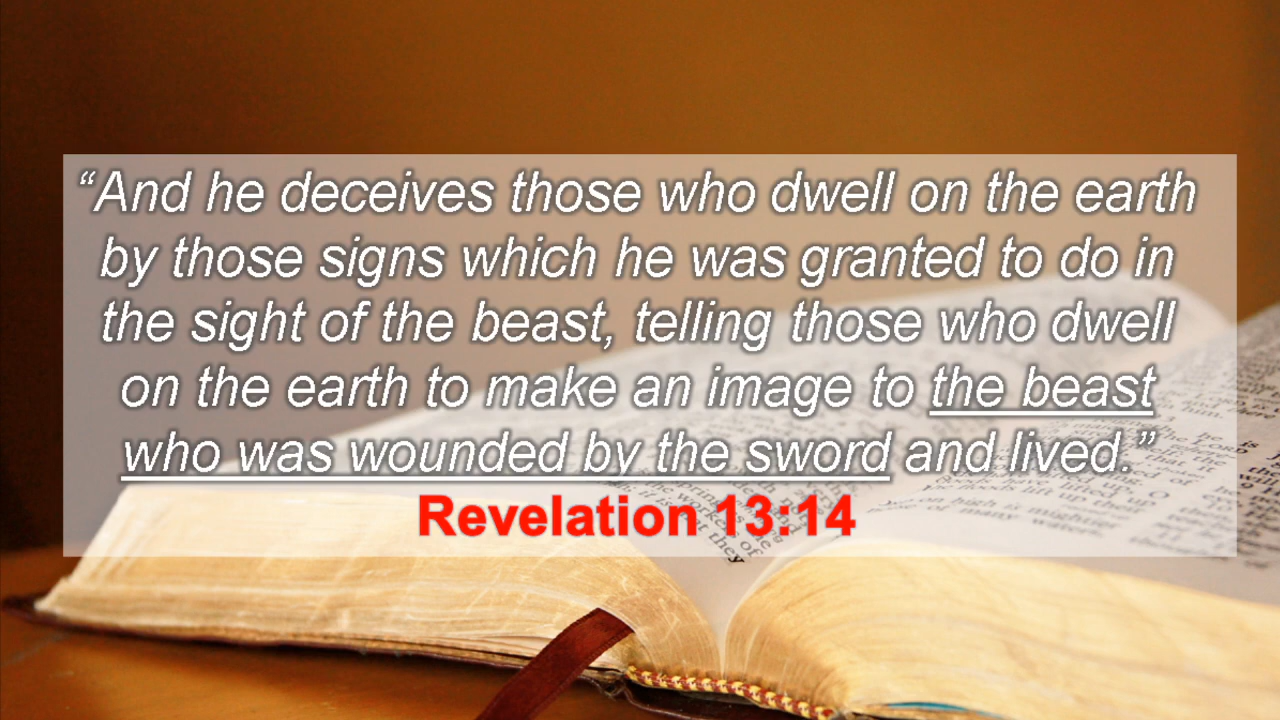 “And he deceives those who dwell on the earth
by those signs which he was granted to do in
the sight of the beast, telling those who dwell
on the earth to make an image to the beast
who was wounded by the sword and lived.”
Revelation 13:14